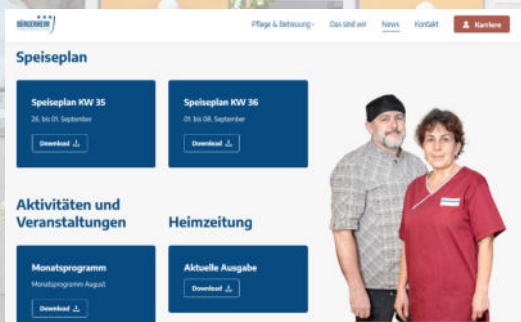 BÜRGERHEIM
Pflege & Betreuung
Das sind wir
News
Kontakt
Karriere
Speiseplan
Speiseplan KW 35
26. bis 01. September
Download
Speiseplan KW 36
01. bis 08. September
Download
Aktivitäten und
Veranstaltungen
Heimzeitung
Monatsprogramm
Monatsprogramm August
Download
Aktuelle Ausgabe
Download